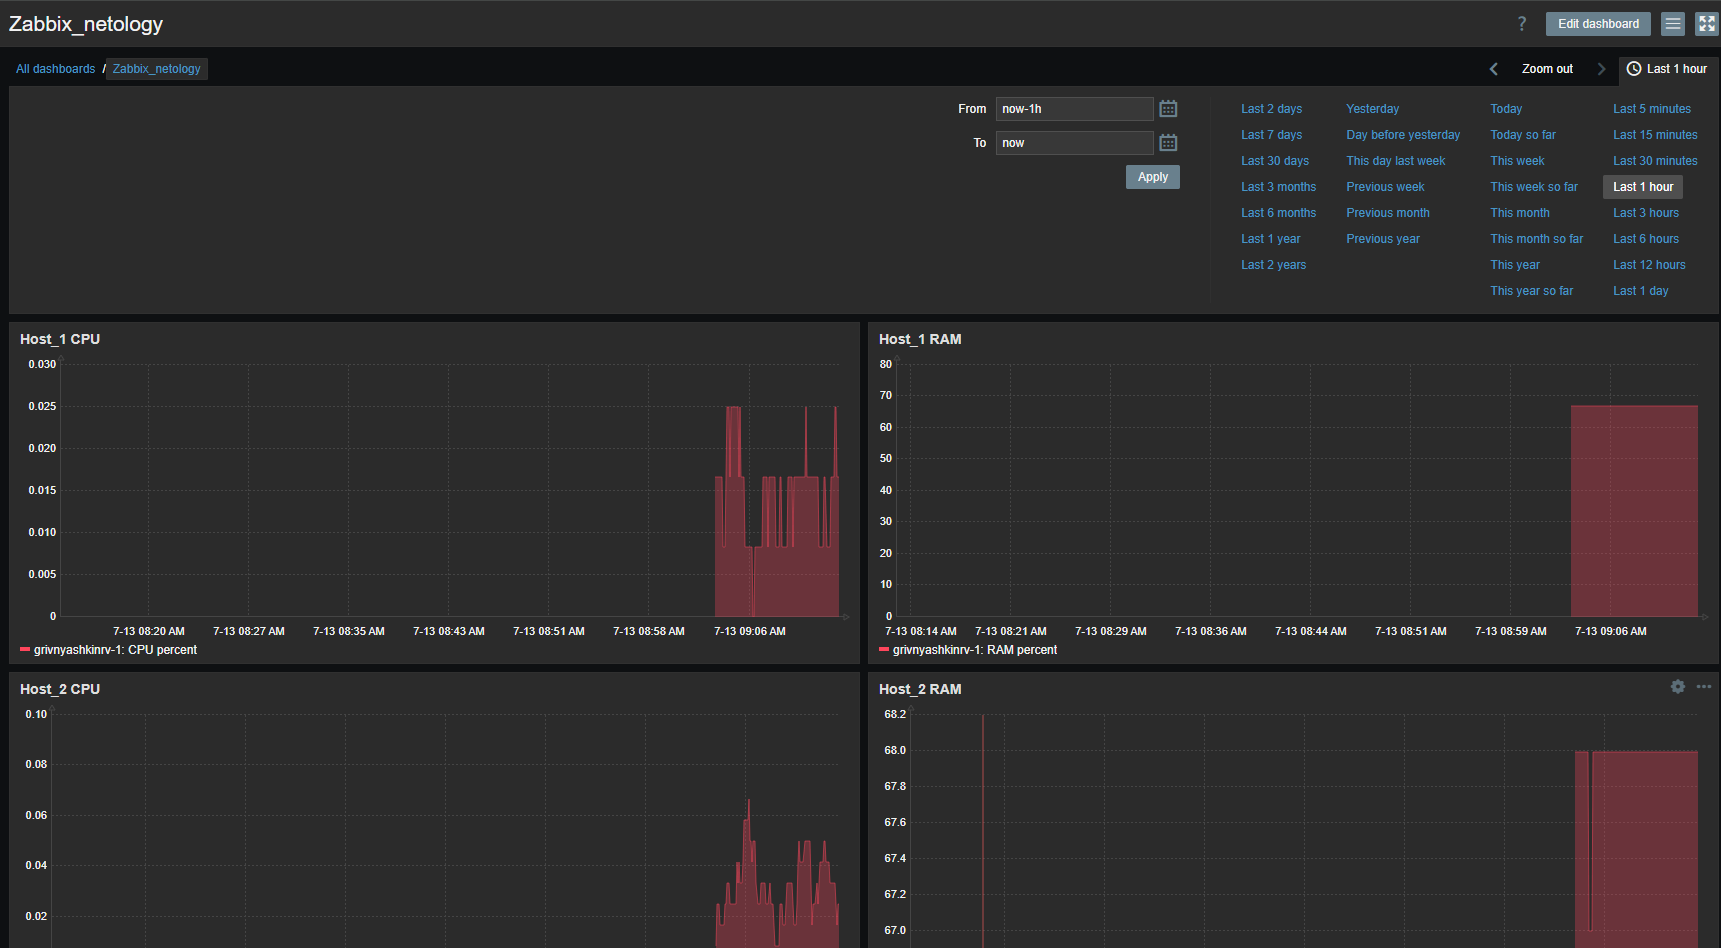 Zabbix_netology
? Edit dashboard
All dashboards / Zabbix_netology
Zoom out Last 1 hour
From now-1h
To now
Apply
Last 2 days Yesterday Today Last 5 minutes
Last 7 days Day before yesterday Today so far Last 15 minutes
Last 30 days This day last week This week Last 30 minutes
Last 3 months Previous week This week so far Last 1 hour
Last 6 months Previous month This month Last 3 hours
Last 1 year Previous year This month so far Last 6 hours
Last 2 years This year Last 12 hours
This year so far Last 1 day
Host_1 CPU
0.030
0.025
0.020
0.015
0.010
0.005
0
7-13 08:20 AM 7-13 08:27 AM 7-13 08:35 AM 7-13 08:43 AM 7-13 08:51 AM 7-13 08:58 AM 7-13 09:06 AM
grivnyashkinrv-1: CPU percent
Host_1 RAM
80
70
60
50
40
30
20
10
0
7-13 08:14 AM 7-13 08:21 AM 7-13 08:29 AM 7-13 08:36 AM 7-13 08:44 AM 7-13 08:51 AM 7-13 08:59 AM 7-13 09:06 AM
grivnyashkinrv-1: RAM percent
Host_2 CPU
0.10
0.08
0.06
0.04
0.02
Host_2 RAM
68.2
68.0
67.8
67.6
67.4
67.2
67.0